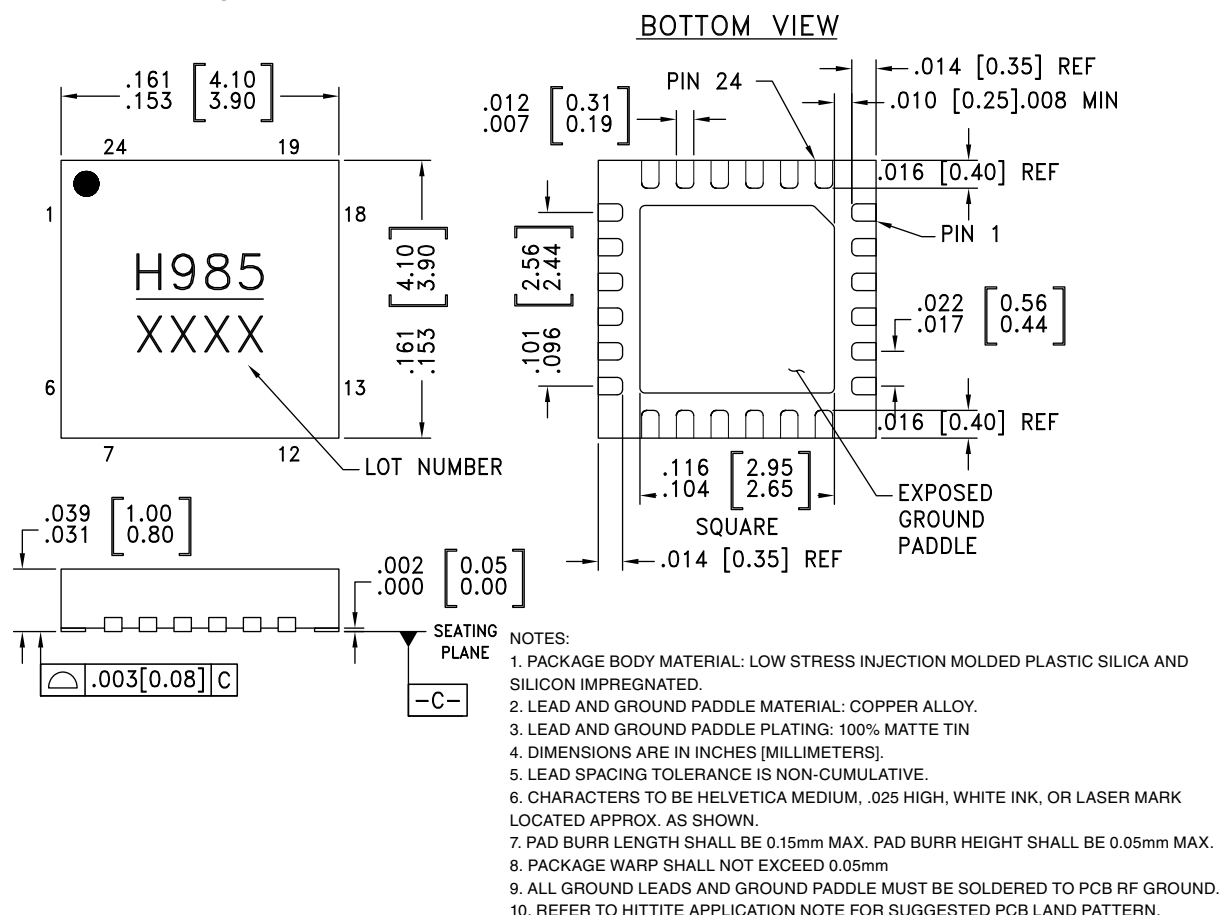 BOTTOM VIEW
.161 [4.10]
.153 [3.90]
24 19
1 18
H985
XXXX
6 13
7 12
LOT NUMBER
.161 [4.10]
.153 [3.90]
PIN 24
.014 [0.35] REF
.010 [0.25].008 MIN
.012 [0.31]
.007 [0.19]
.016 [0.40] REF
PIN 1
.101 [2.56]
.096 [2.44]
.022 [0.56]
.017 [0.44]
.016 [0.40] REF
.116 [2.95]
.104 [2.65]
SQUARE
EXPOSED
GROUND
PADDLE
.014 [0.35] REF
.039 [1.00]
.031 [0.80]
.002 [0.05]
.000 [0.00]
SEATING
PLANE
.003[0.08] C
-C-
NOTES:
1. PACKAGE BODY MATERIAL: LOW STRESS INJECTION MOLDED PLASTIC SILICA AND
SILICON IMPREGNATED.
2. LEAD AND GROUND PADDLE MATERIAL: COPPER ALLOY.
3. LEAD AND GROUND PADDLE PLATING: 100% MATTE TIN
4. DIMENSIONS ARE IN INCHES [MILLIMETERS].
5. LEAD SPACING TOLERANCE IS NON-CUMULATIVE.
6. CHARACTERS TO BE HELVETICA MEDIUM, .025 HIGH, WHITE INK, OR LASER MARK
LOCATED APPROX. AS SHOWN.
7. PAD BURR LENGTH SHALL BE 0.15mm MAX. PAD BURR HEIGHT SHALL BE 0.05mm MAX.
8. PACKAGE WARP SHALL NOT EXCEED 0.05mm
9. ALL GROUND LEADS AND GROUND PADDLE MUST BE SOLDERED TO PCB RF GROUND.
10. REFER TO HITTITE APPLICATION NOTE FOR SUGGESTED PCB LAND PATTERN.